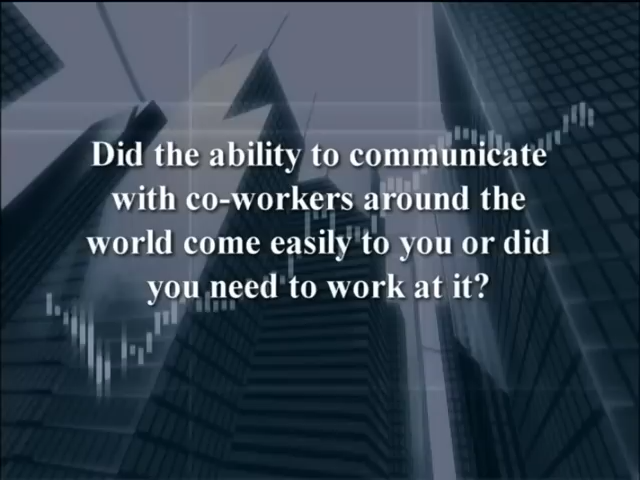 Did the ability to communicate
with co-workers around the
world come easily to you or did
you need to work at it?